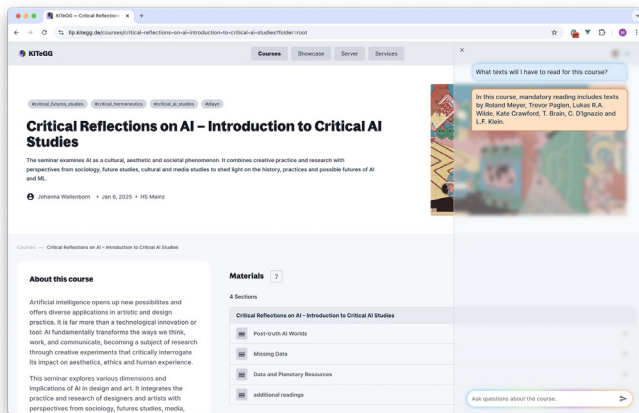 KITeGG — Critical Reflection
llp.kitegg.de/courses/critical-reflections-on-ai-introduction-to-critical-ai-studies?folder=root
KITeGG
Courses
Showcase
Server
Services
#critical_futures_studies
#critical_hermeneutics
#critical_ai_studies
#dayn
Critical Reflections on AI – Introduction to Critical AI
Studies
The seminar examines AI as a cultural, aesthetic and societal phenomenon. It combines creative practice and research with
perspectives from sociology, future studies, cultural and media studies to shed light on the history, practices and possible futures of AI
and ML.
Johanna Wallenborn • Jan 6, 2025 • HS Mainz
What texts will I have to read for this course?
In this course, mandatory reading includes texts
by Roland Meyer, Trevor Paglen, Lukas R.A.
Wilde, Kate Crawford, T. Brain, C. D'Ignazio and
L.F. Klein.
Courses — Critical Reflections on AI – Introduction to Critical AI Studies
About this course
Artificial intelligence opens up new possibilites and
offers diverse applications in artistic and design
practice. It is far more than a technological innovation or
tool: AI fundamentally transforms the ways we think,
work, and communicate, becoming a subject of research
through creative experiments that critically interrogate
its impact on aesthetics, ethics and human experience.
This seminar explores various dimensions and
implications of AI in design and art. It integrates the
practice and research of designers and artists with
perspectives from sociology, futures studies, media,
Materials ?
4 Sections
Critical Reflections on AI – Introduction to Critical AI Studies
Post-truth AI Worlds
Missing Data
Data and Planetary Resources
additional readings
Ask questions about the course.